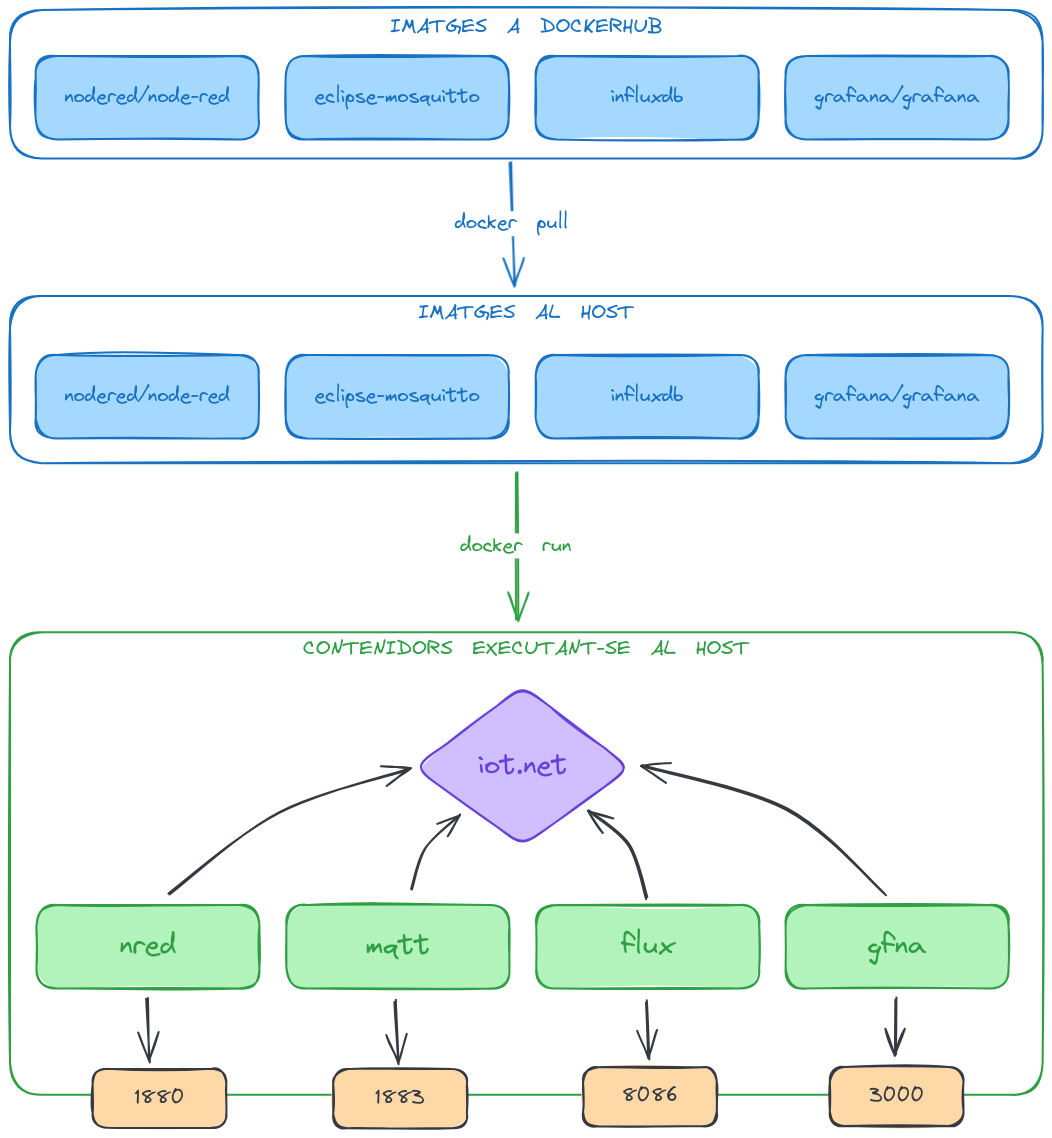 IMATGES A DOCKERHUB
nodered/node-red
eclipse-mosquitto
influxdb
grafana/grafana
docker pull
IMATGES AL HOST
nodered/node-red
eclipse-mosquitto
influxdb
grafana/grafana
docker run
CONTENIDORS EXECUTANT-SE AL HOST
iot.net
nred
mqtt
flux
gfna
1880
1883
8086
3000